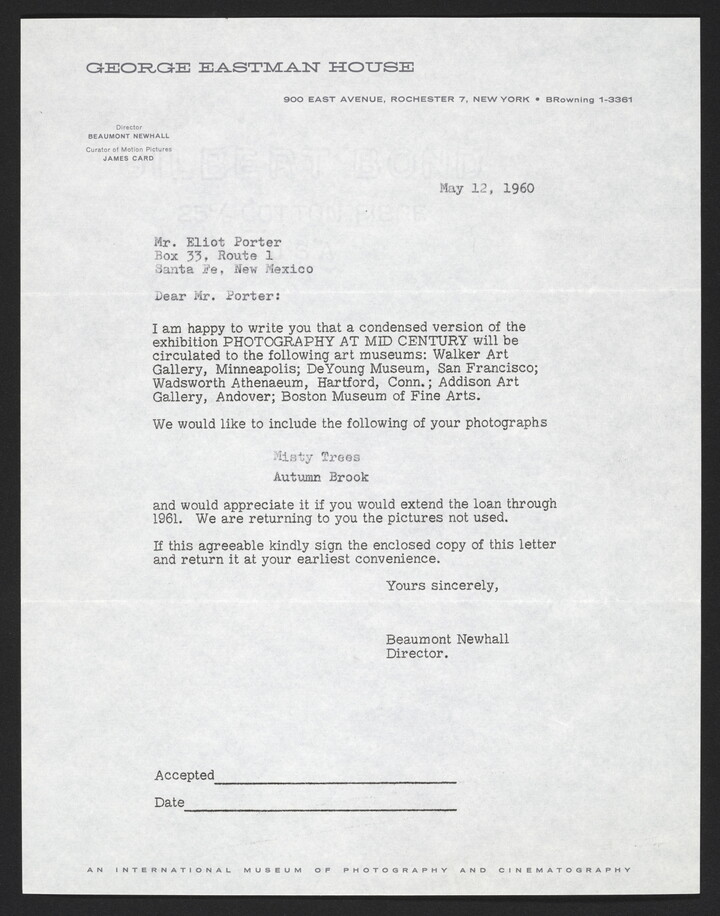 GEORGE EASTMAN HOUSE
900 EAST AVENUE, ROCHESTER 7, NEW YORK • BRowning 1-3361
Director
BEAUMONT NEWHALL
Curator of Motion Pictures
JAMES CARD
May 12, 1960
Mr. Eliot Porter
Box 33, Route 1
Santa Fe, New Mexico
Dear Mr. Porter:
I am happy to write you that a condensed version of the
exhibition PHOTOGRAPHY AT MID CENTURY will be
circulated to the following art museums: Walker Art
Gallery, Minneapolis; DeYoung Museum, San Francisco;
Wadsworth Athenaeum, Hartford, Conn.; Addison Art
Gallery, Andover; Boston Museum of Fine Arts.
We would like to include the following of your photographs
Misty Trees
Autumn Brook
and would appreciate it if you would extend the loan through
1961. We are returning to you the pictures not used.
If this agreeable kindly sign the enclosed copy of this letter
and return it at your earliest convenience.
Yours sincerely,
Beaumont Newhall
Director.
Accepted
Date
AN INTERNATIONAL MUSEUM OF PHOTOGRAPHY AND CINEMATOGRAPHY